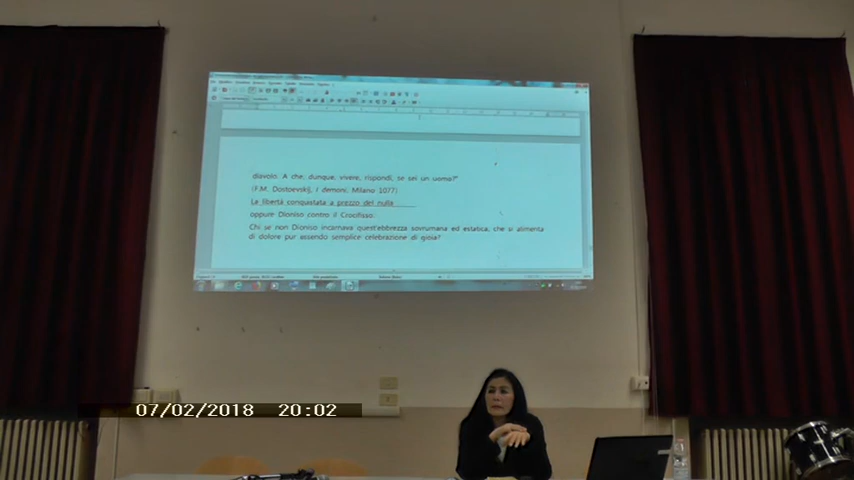 diavolo. A che, dunque, vivere, rispondi, se sei un uomo?"
(F.M. Dostoevskij, I demoni, Milano 1977)
La libertà conquistata a prezzo del nulla
oppure Dioniso contro il Crocifisso:
Chi se non Dioniso incarnava quest'ebbrezza sovrumana ed estatica, che si alimenta
di dolore pur essendo semplice celebrazione di gioia?
07/02/2018 20:02